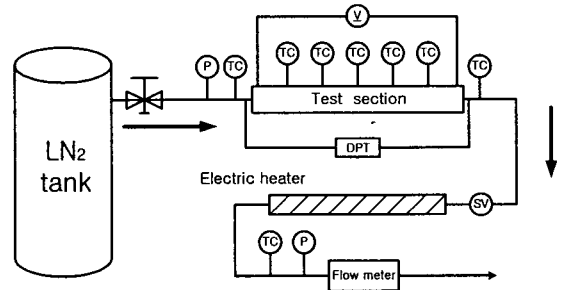 V
P TC TC TC TC TC TC TC
Test section
LN2
tank
DPT
Electric heater
SV
TC P
Flow meter